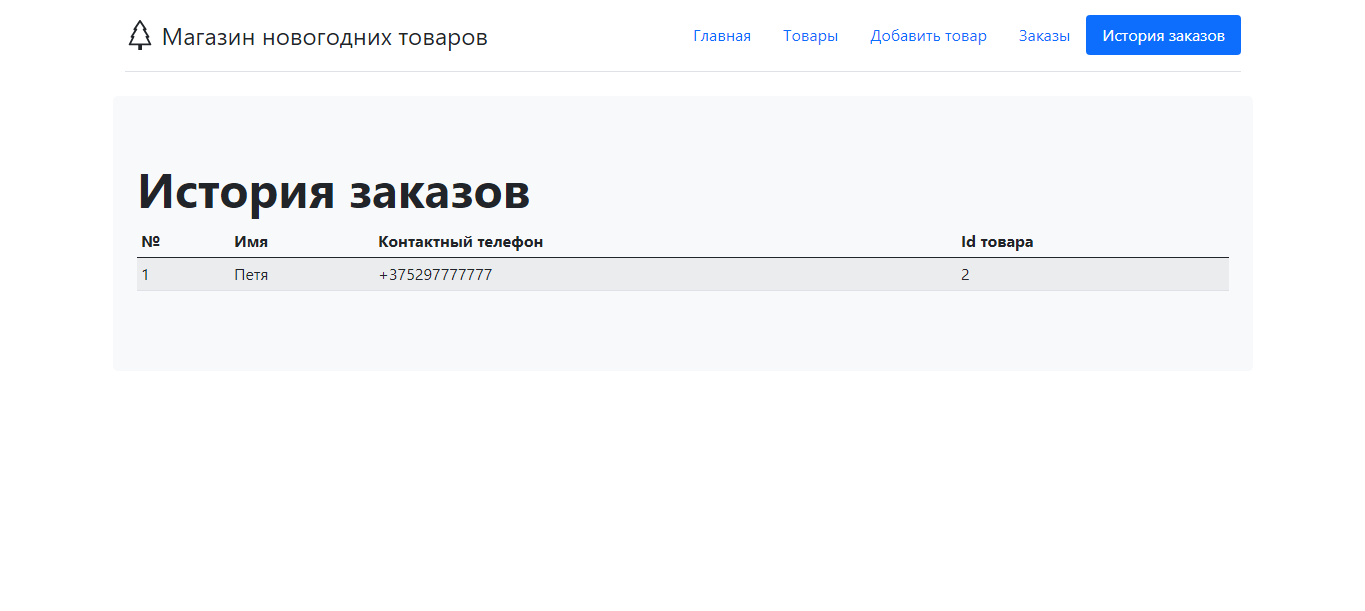 Магазин новогодних товаров Главная Товары Добавить товар Заказы История заказов
История заказов
№ Имя Контактный телефон Id товара
1 Петя +375297777777 2